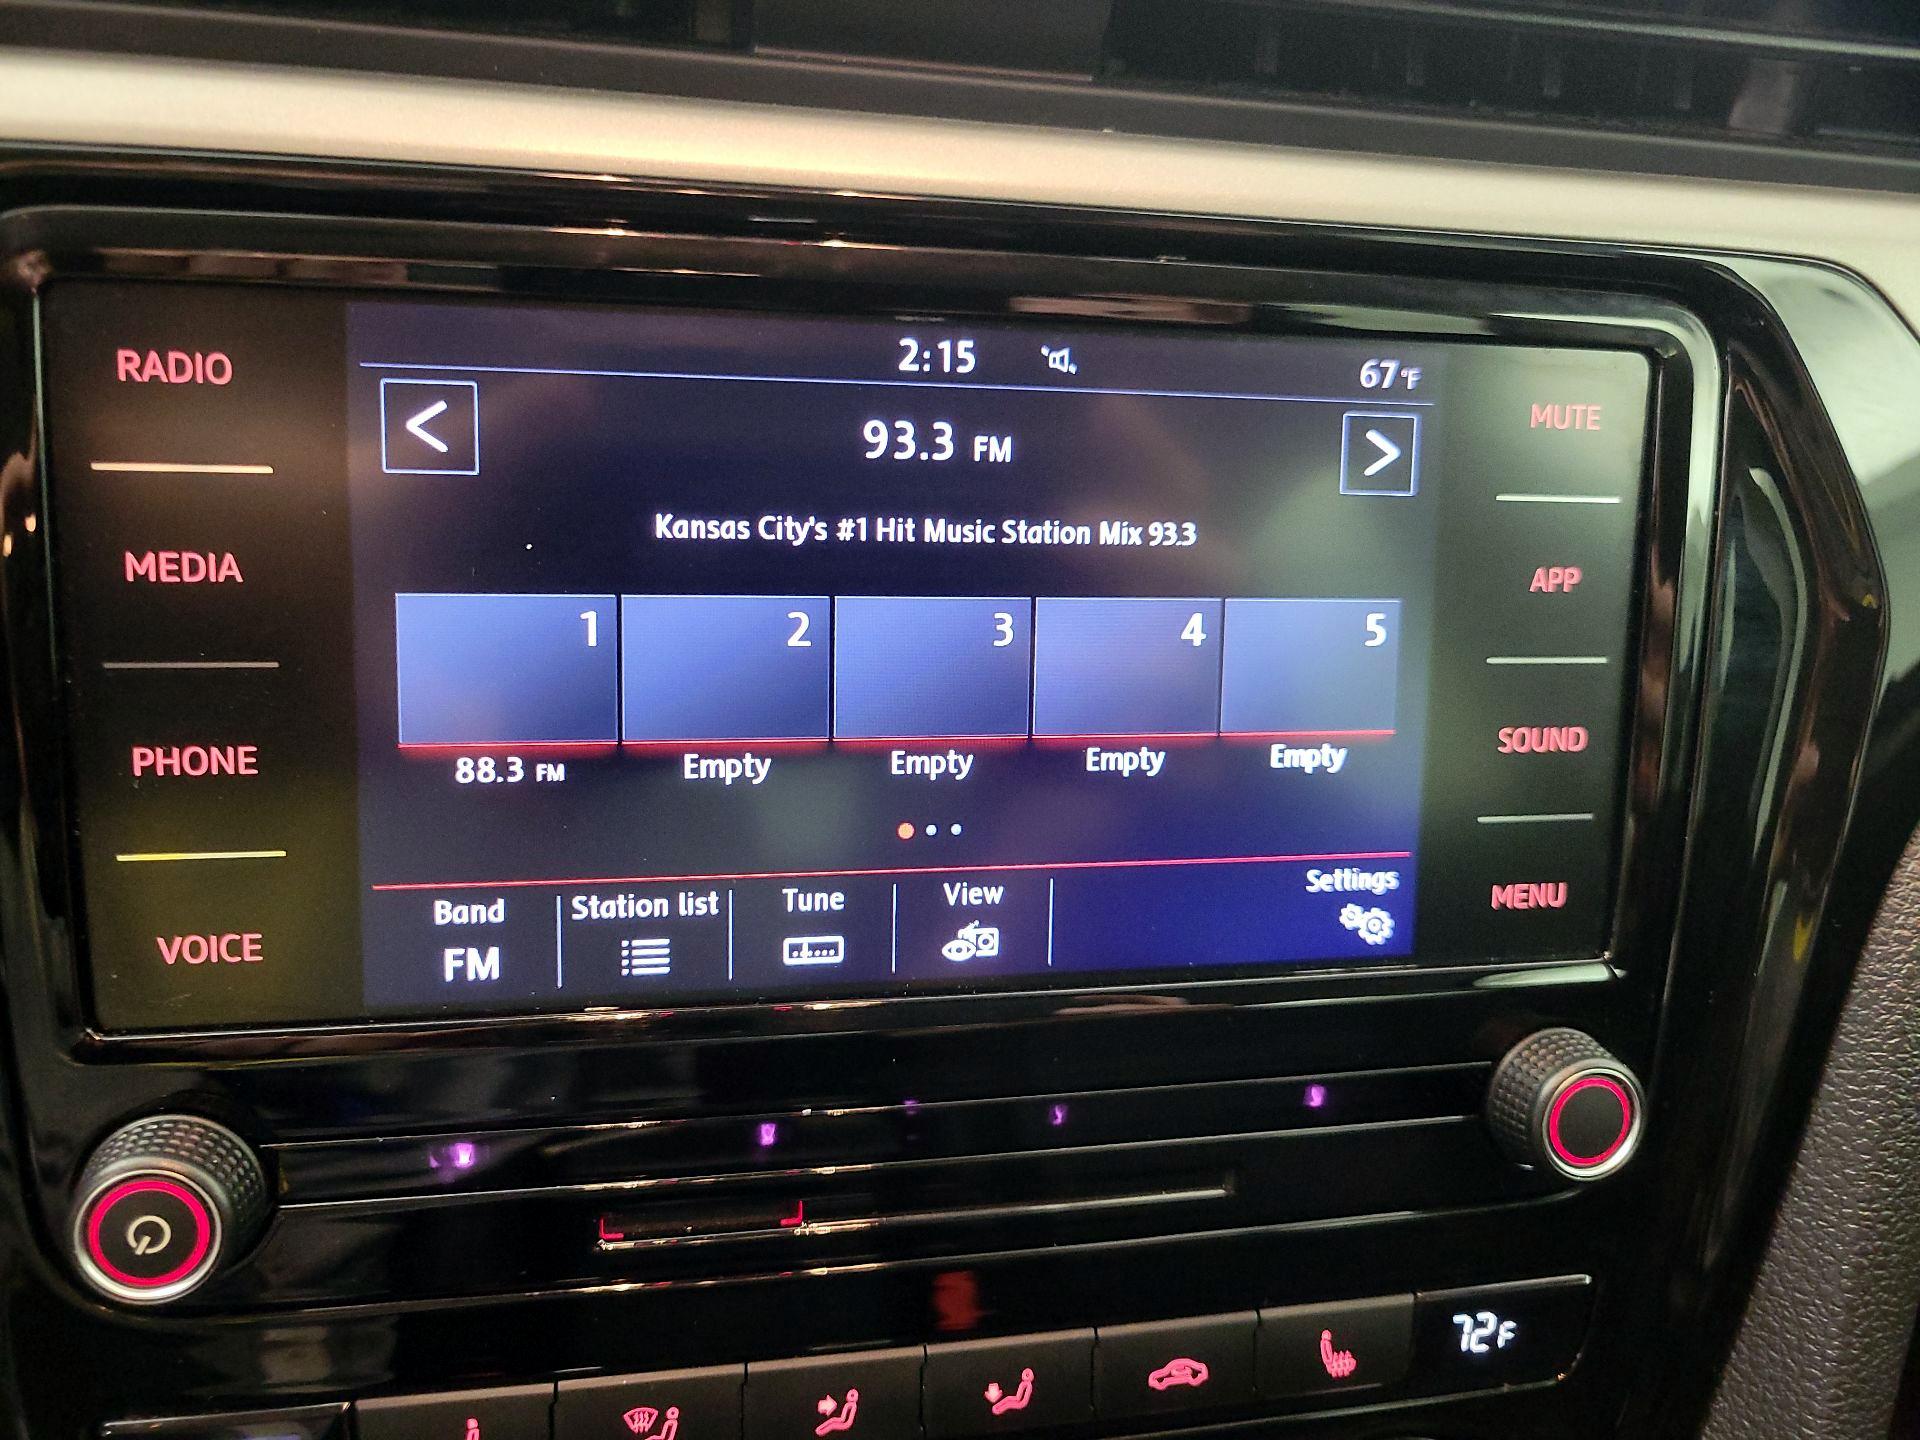 RADIO
MEDIA
PHONE
VOICE
2:15
67°F
93.3 FM
Kansas City's #1 Hit Music Station Mix 93.3
1 2 3 4 5
88.3 FM Empty Empty Empty Empty
Band Station list Tune View Settings
FM
MUTE
APP
SOUND
MENU
72F